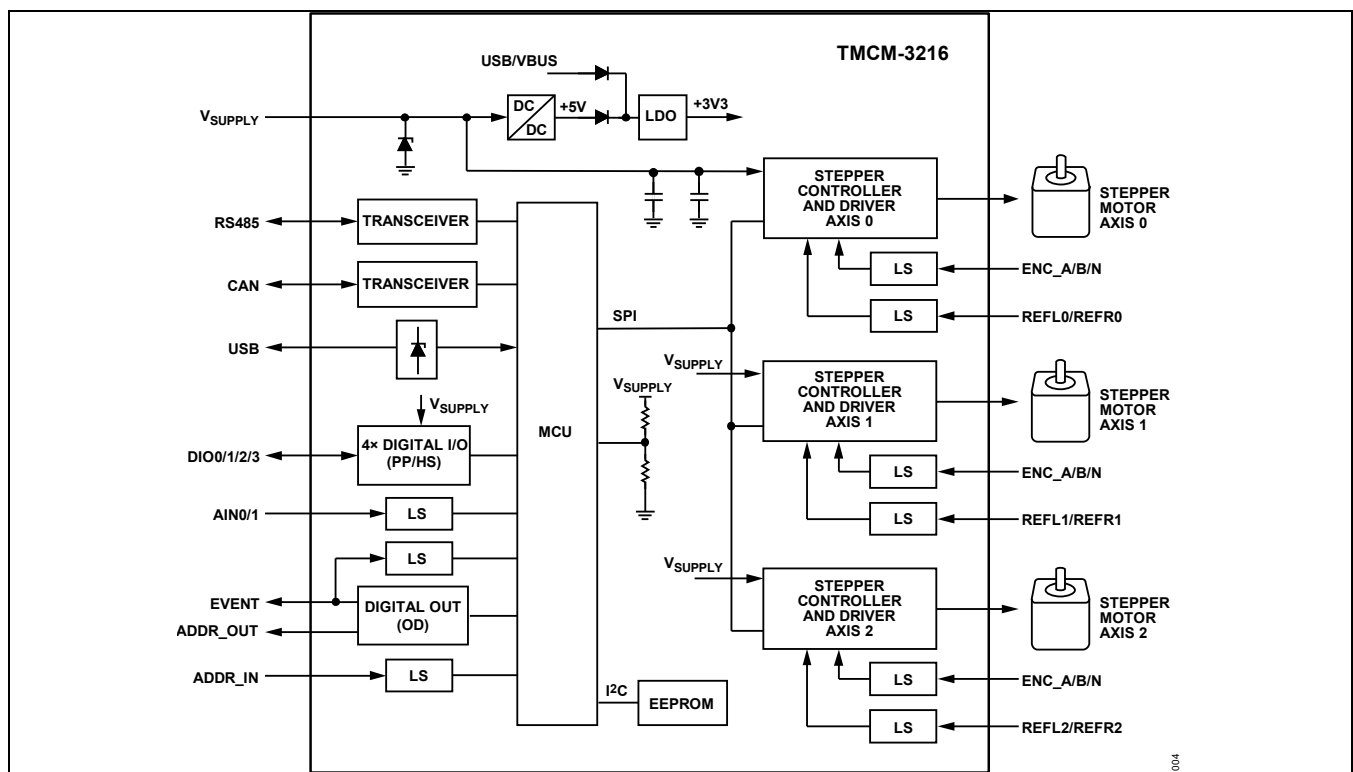 TMCM-3216
USB/VBUS
VSUPPLY
DC
DC
+5V
LDO
+3V3
STEPPER
CONTROLLER
AND DRIVER
AXIS 0
STEPPER
MOTOR
AXIS 0
RS485
TRANSCEIVER
LS
ENC_A/B/N
CAN
TRANSCEIVER
LS
REFL0/REFR0
SPI
USB
VSUPPLY
VSUPPLY
STEPPER
CONTROLLER
AND DRIVER
AXIS 1
STEPPER
MOTOR
AXIS 1
VSUPPLY
MCU
DIO0/1/2/3
4× DIGITAL I/O
(PP/HS)
LS
ENC_A/B/N
AIN0/1
LS
LS
REFL1/REFR1
LS
VSUPPLY
STEPPER
CONTROLLER
AND DRIVER
AXIS 2
STEPPER
MOTOR
AXIS 2
EVENT
ADDR_OUT
DIGITAL OUT
(OD)
ADDR_IN
LS
LS
ENC_A/B/N
I2C
EEPROM
LS
REFL2/REFR2
004